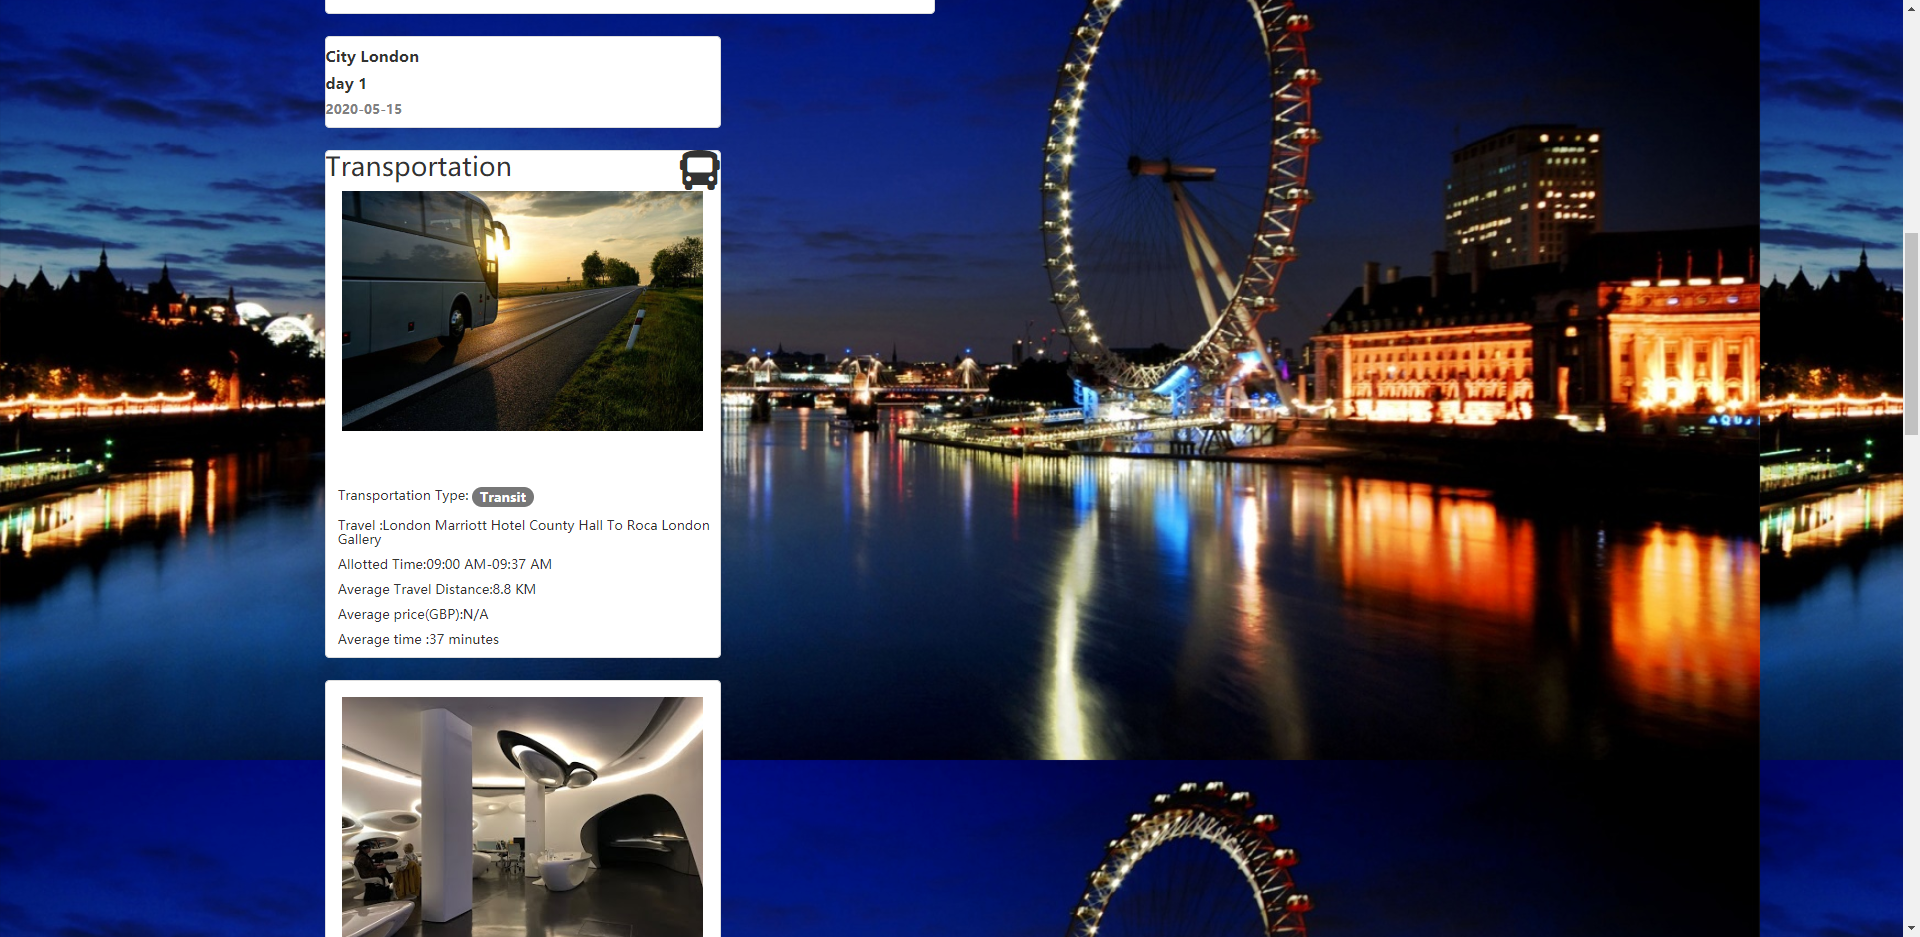 City London
day 1
2020-05-15
Transportation
Transportation Type: Transit
Travel :London Marriott Hotel County Hall To Roca London
Gallery
Allotted Time:09:00 AM-09:37 AM
Average Travel Distance:8.8 KM
Average price(GBP):N/A
Average time :37 minutes